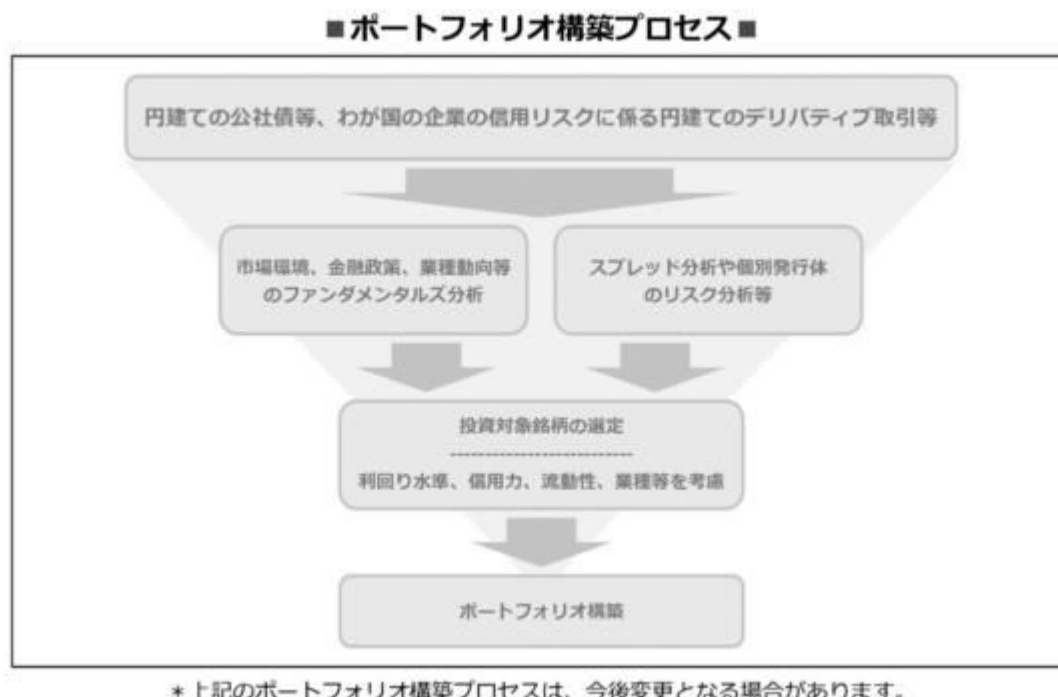 ■ポートフォリオ構築プロセス■
円建ての公社債等、わが国の企業の信用リスクに係る円建てのデリバティブ取引等
市場環境、金融政策、業種動向等
のファンダメンタルズ分析
スプレッド分析や個別発行体
のリスク分析等
投資対象銘柄の選定
--------------------------
利回り水準、信用力、流動性、業種等を考慮
ポートフォリオ構築
*上記のポートフォリオ構築プロセスは、今後変更となる場合があります。